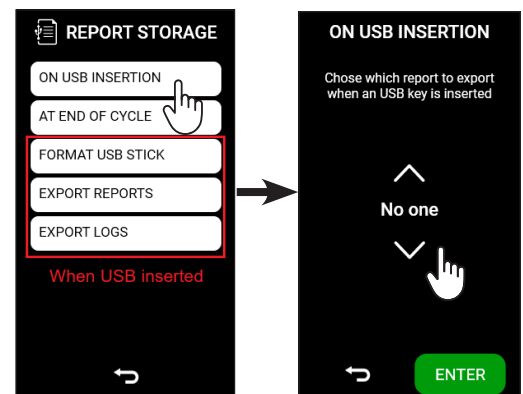 REPORT STORAGE
ON USB INSERTION
AT END OF CYCLE
FORMAT USB STICK
EXPORT REPORTS
EXPORT LOGS
When USB inserted
ON USB INSERTION
Chose which report to export
when an USB key is inserted
No one
ENTER